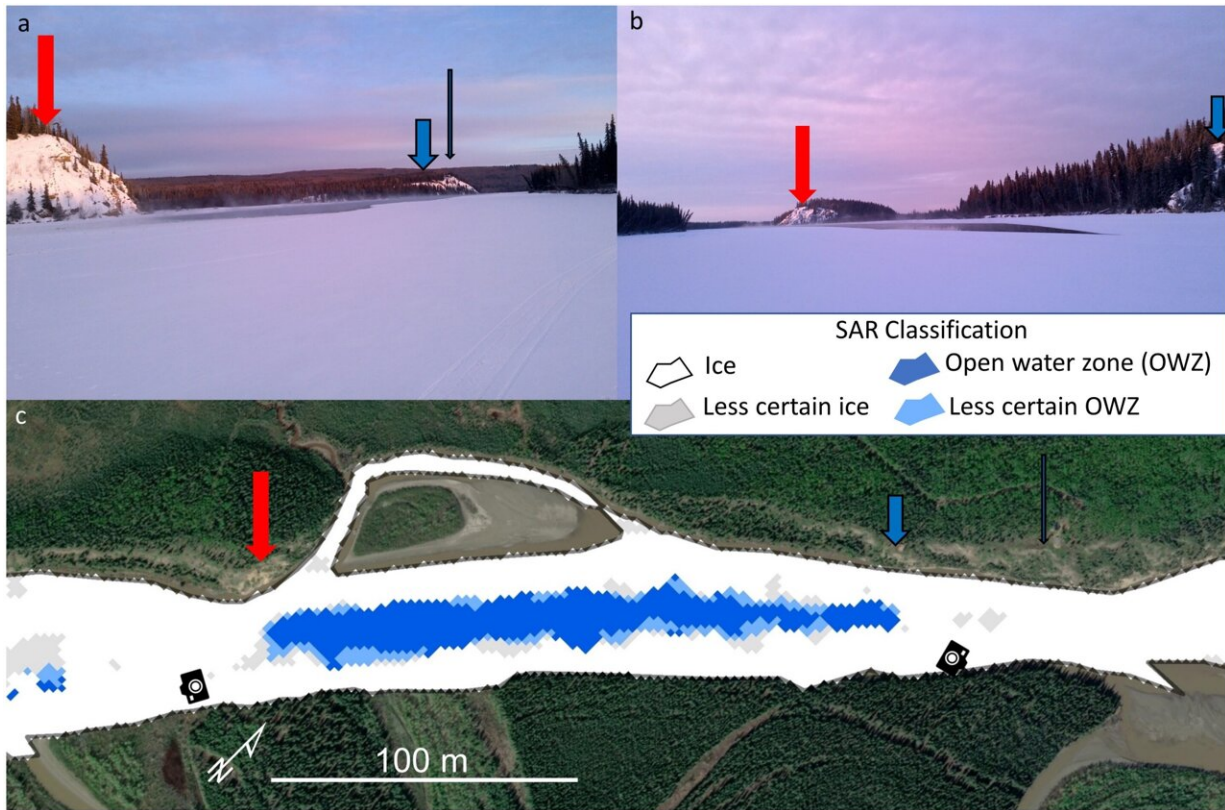 a
b
SAR Classification
Ice
Open water zone (OWZ)
Less certain ice
Less certain OWZ
c
N
100 m